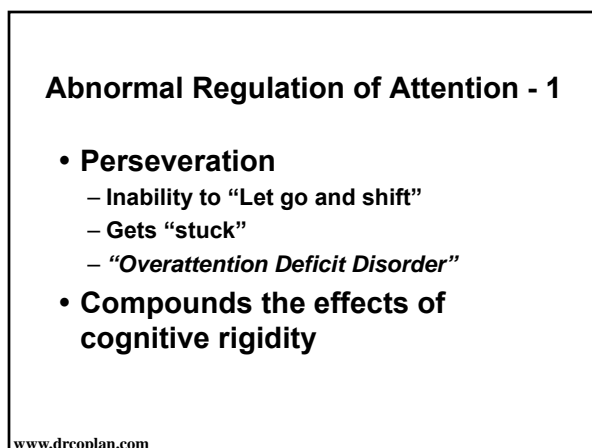 Abnormal Regulation of Attention - 1
• Perseveration
– Inability to “Let go and shift”
– Gets “stuck”
– “Overattention Deficit Disorder”
• Compounds the effects of
cognitive rigidity
www.drcoplan.com